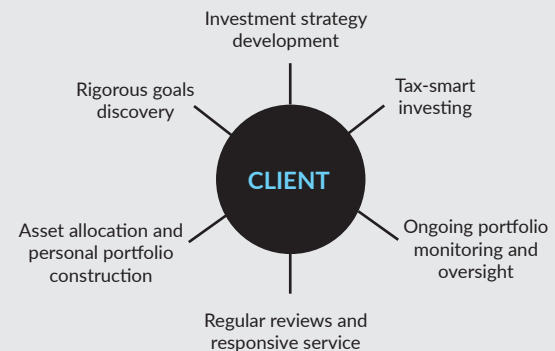 Investment strategy
development
Rigorous goals
discovery
Tax-smart
investing
CLIENT
Asset allocation and
personal portfolio
construction
Ongoing portfolio
monitoring and
oversight
Regular reviews and
responsive service